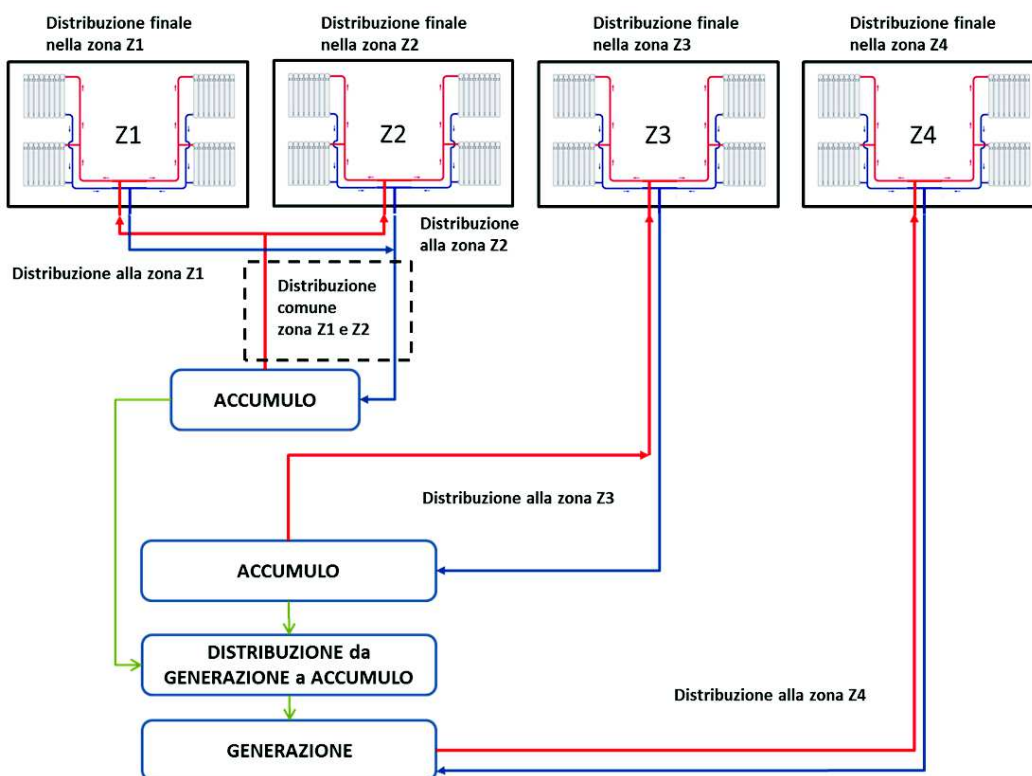 Distribuzione finale
nella zona Z1
Distribuzione finale
nella zona Z2
Distribuzione finale
nella zona Z3
Distribuzione finale
nella zona Z4
Z1
Z2
Z3
Z4
Distribuzione alla zona Z1
Distribuzione
alla zona Z2
Distribuzione
comune
zona Z1 e Z2
ACCUMULO
Distribuzione alla zona Z3
ACCUMULO
DISTRIBUZIONE da
GENERAZIONE a ACCUMULO
Distribuzione alla zona Z4
GENERAZIONE